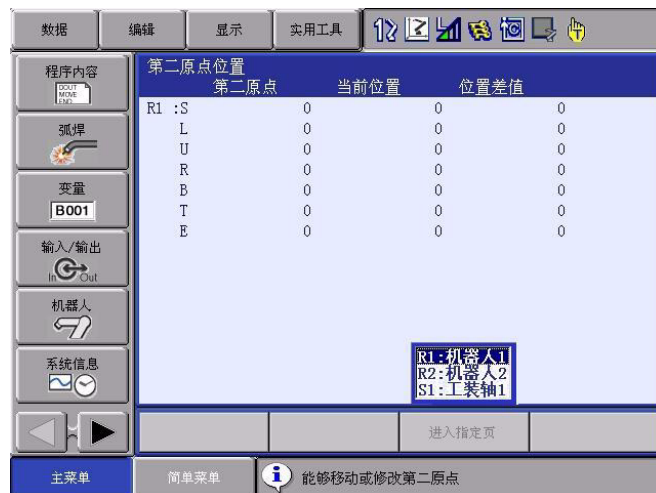 数据 编辑 显示 实用工具
程序内容
DOUT
MOVE
END
弧焊
变量
B001
输入/输出
In Out
机器人
系统信息
第二原点位置
第二原点 当前位置 位置差值
R1 :S 0 0 0
L 0 0 0
U 0 0 0
R 0 0 0
B 0 0 0
T 0 0 0
E 0 0 0
R1:机器人1
R2:机器人2
S1:工装轴1
进入指定页
主菜单 简单菜单 能够移动或修改第二原点